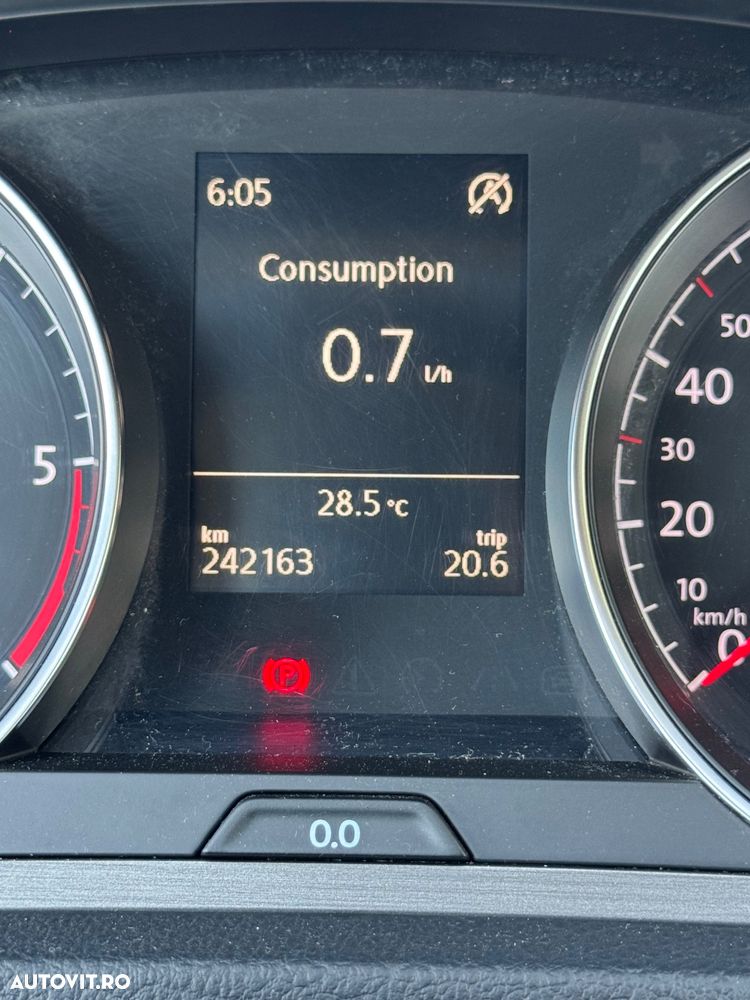 6:05
Consumption
0.7 l/h
28.5 °C
km
242163
trip
20.6
5
50
40
30
20
10
km/h
0
(P)
0.0
AUTOVIT.RO